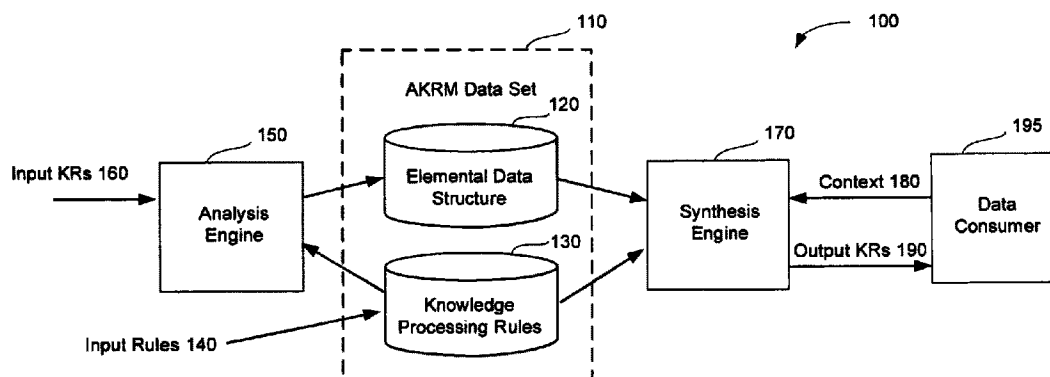 100
110
AKRM Data Set
120
Elemental Data
Structure
150
Input KRs 160
Analysis
Engine
170
Synthesis
Engine
195
Context 180
Data
Consumer
Output KRs 190
130
Knowledge
Processing Rules
Input Rules 140